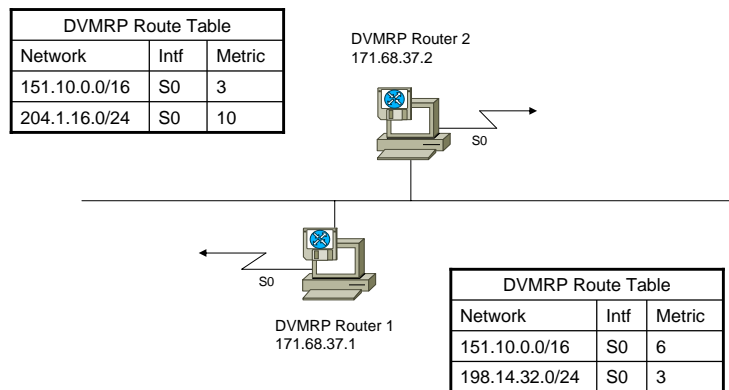 DVMRP Route Table
Network Intf Metric
151.10.0.0/16 S0 3
204.1.16.0/24 S0 10
DVMRP Router 2
171.68.37.2
S0
S0
DVMRP Router 1
171.68.37.1
DVMRP Route Table
Network Intf Metric
151.10.0.0/16 S0 6
198.14.32.0/24 S0 3